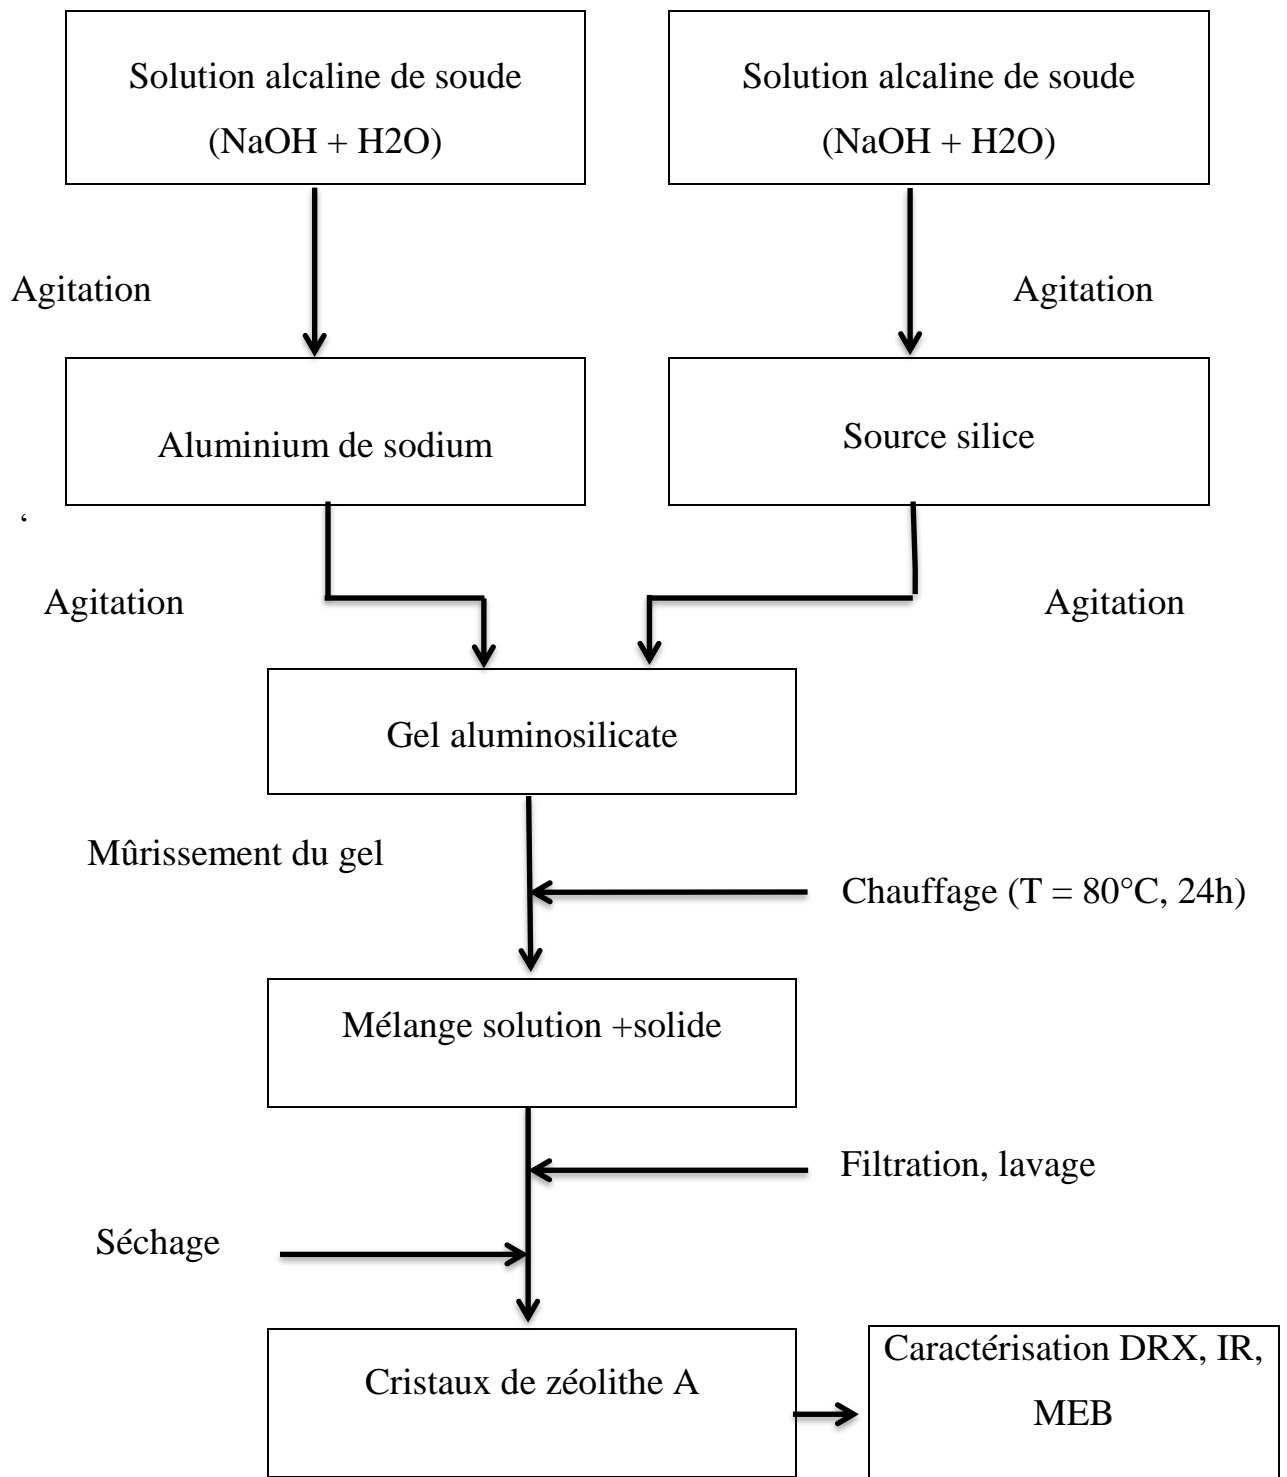 Solution alcaline de soude
(NaOH + H2O)
Solution alcaline de soude
(NaOH + H2O)
Agitation
Agitation
Aluminium de sodium
Source silice
‘
Agitation
Agitation
Gel aluminosilicate
Mûrissement du gel
Chauffage (T = 80°C, 24h)
Mélange solution +solide
Filtration, lavage
Séchage
Cristaux de zéolithe A
Caractérisation DRX, IR,
MEB